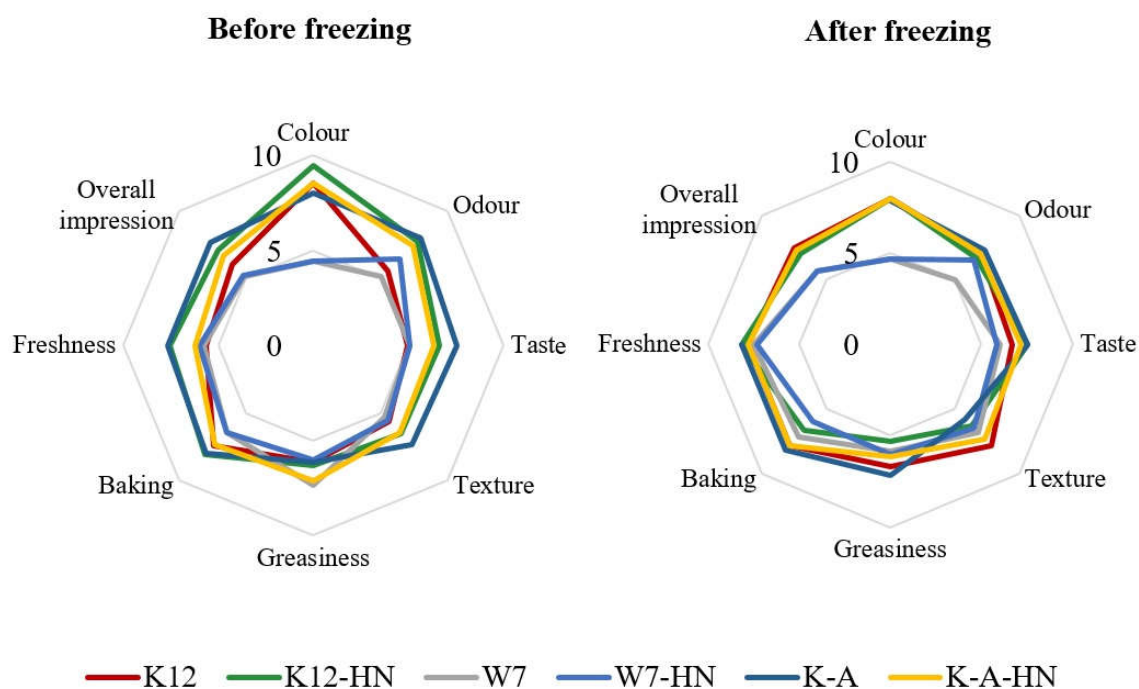 Before freezing
After freezing
Colour
10
Overall
impression
Odour
5
Freshness
0
Taste
Baking
Texture
Greasiness
Colour
10
Overall
impression
Odour
5
Freshness
0
Taste
Baking
Texture
Greasiness
K12 K12-HN W7 W7-HN K-A K-A-HN